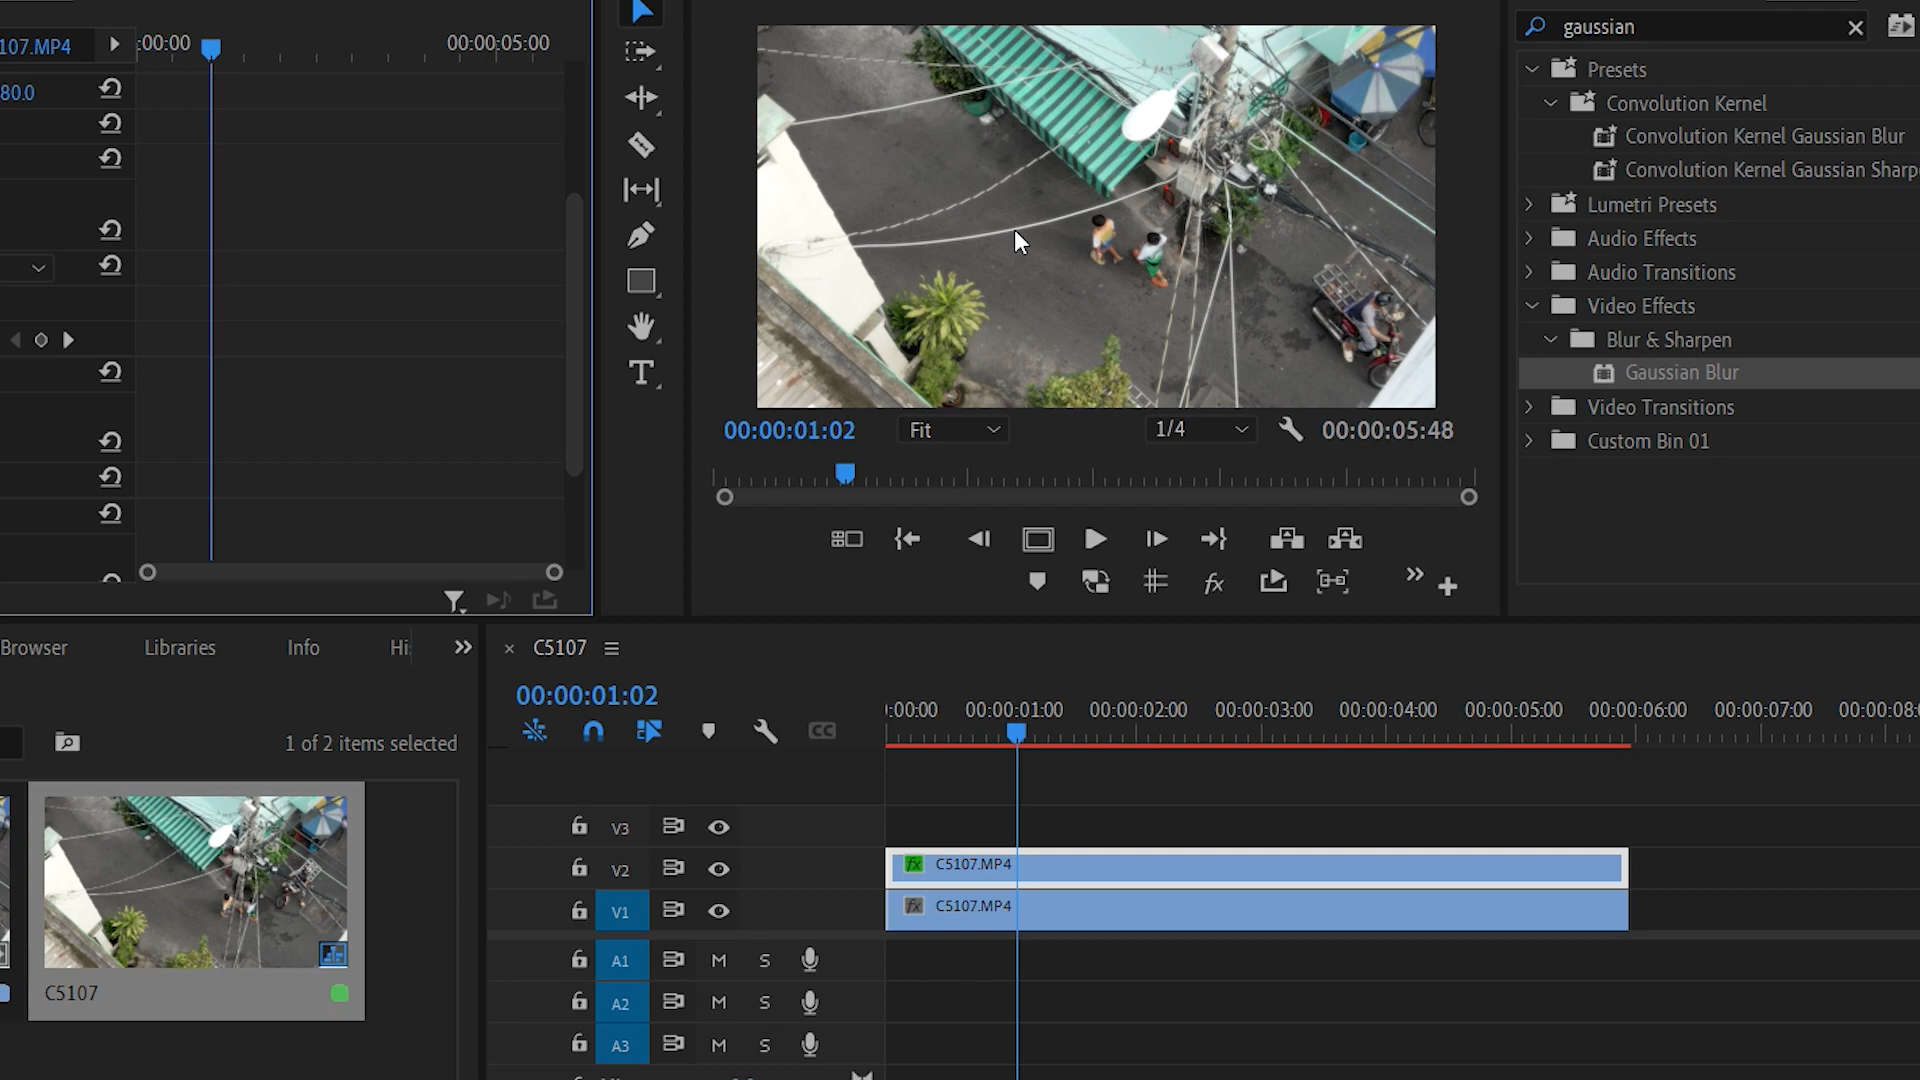 107.MP4
:00:00
00:00:05:00
80.0
00:00:01:02
Fit
1/4
00:00:05:48
gaussian
Presets
Convolution Kernel
Convolution Kernel Gaussian Blur
Convolution Kernel Gaussian Sharp
Lumetri Presets
Audio Effects
Audio Transitions
Video Effects
Blur & Sharpen
Gaussian Blur
Video Transitions
Custom Bin 01
Browser
Libraries
Info
Hi
1 of 2 items selected
C5107
C5107
00:00:01:02
:00:00
00:00:01:00
00:00:02:00
00:00:03:00
00:00:04:00
00:00:05:00
00:00:06:00
00:00:07:00
00:00:08:
CC
V3
V2
fx C5107.MP4
V1
fx C5107.MP4
A1 M S
A2 M S
A3 M S
fx